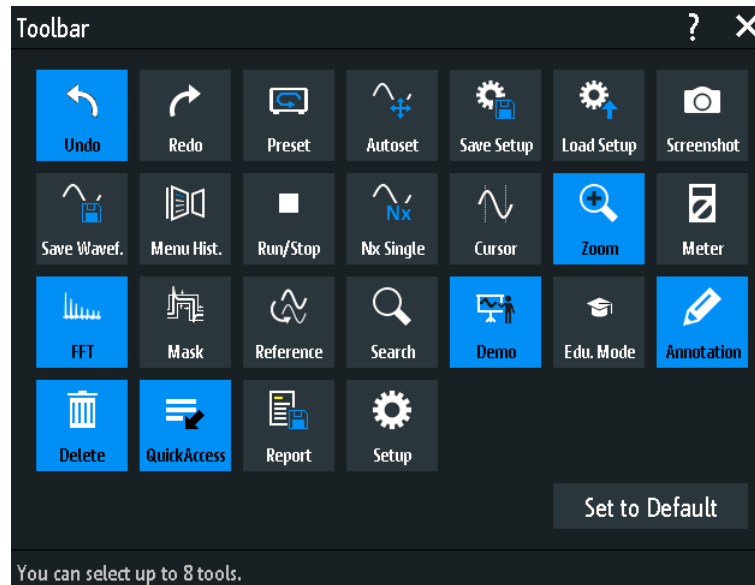 Toolbar ? X
Undo Redo Preset Autoset Save Setup Load Setup Screenshot
Nx
Save Wavef. Menu Hist. Run/Stop Nx Single Cursor Zoom Meter
FFT Mask Reference Search Demo Edu. Mode Annotation
Delete QuickAccess Report Setup
Set to Default
You can select up to 8 tools.